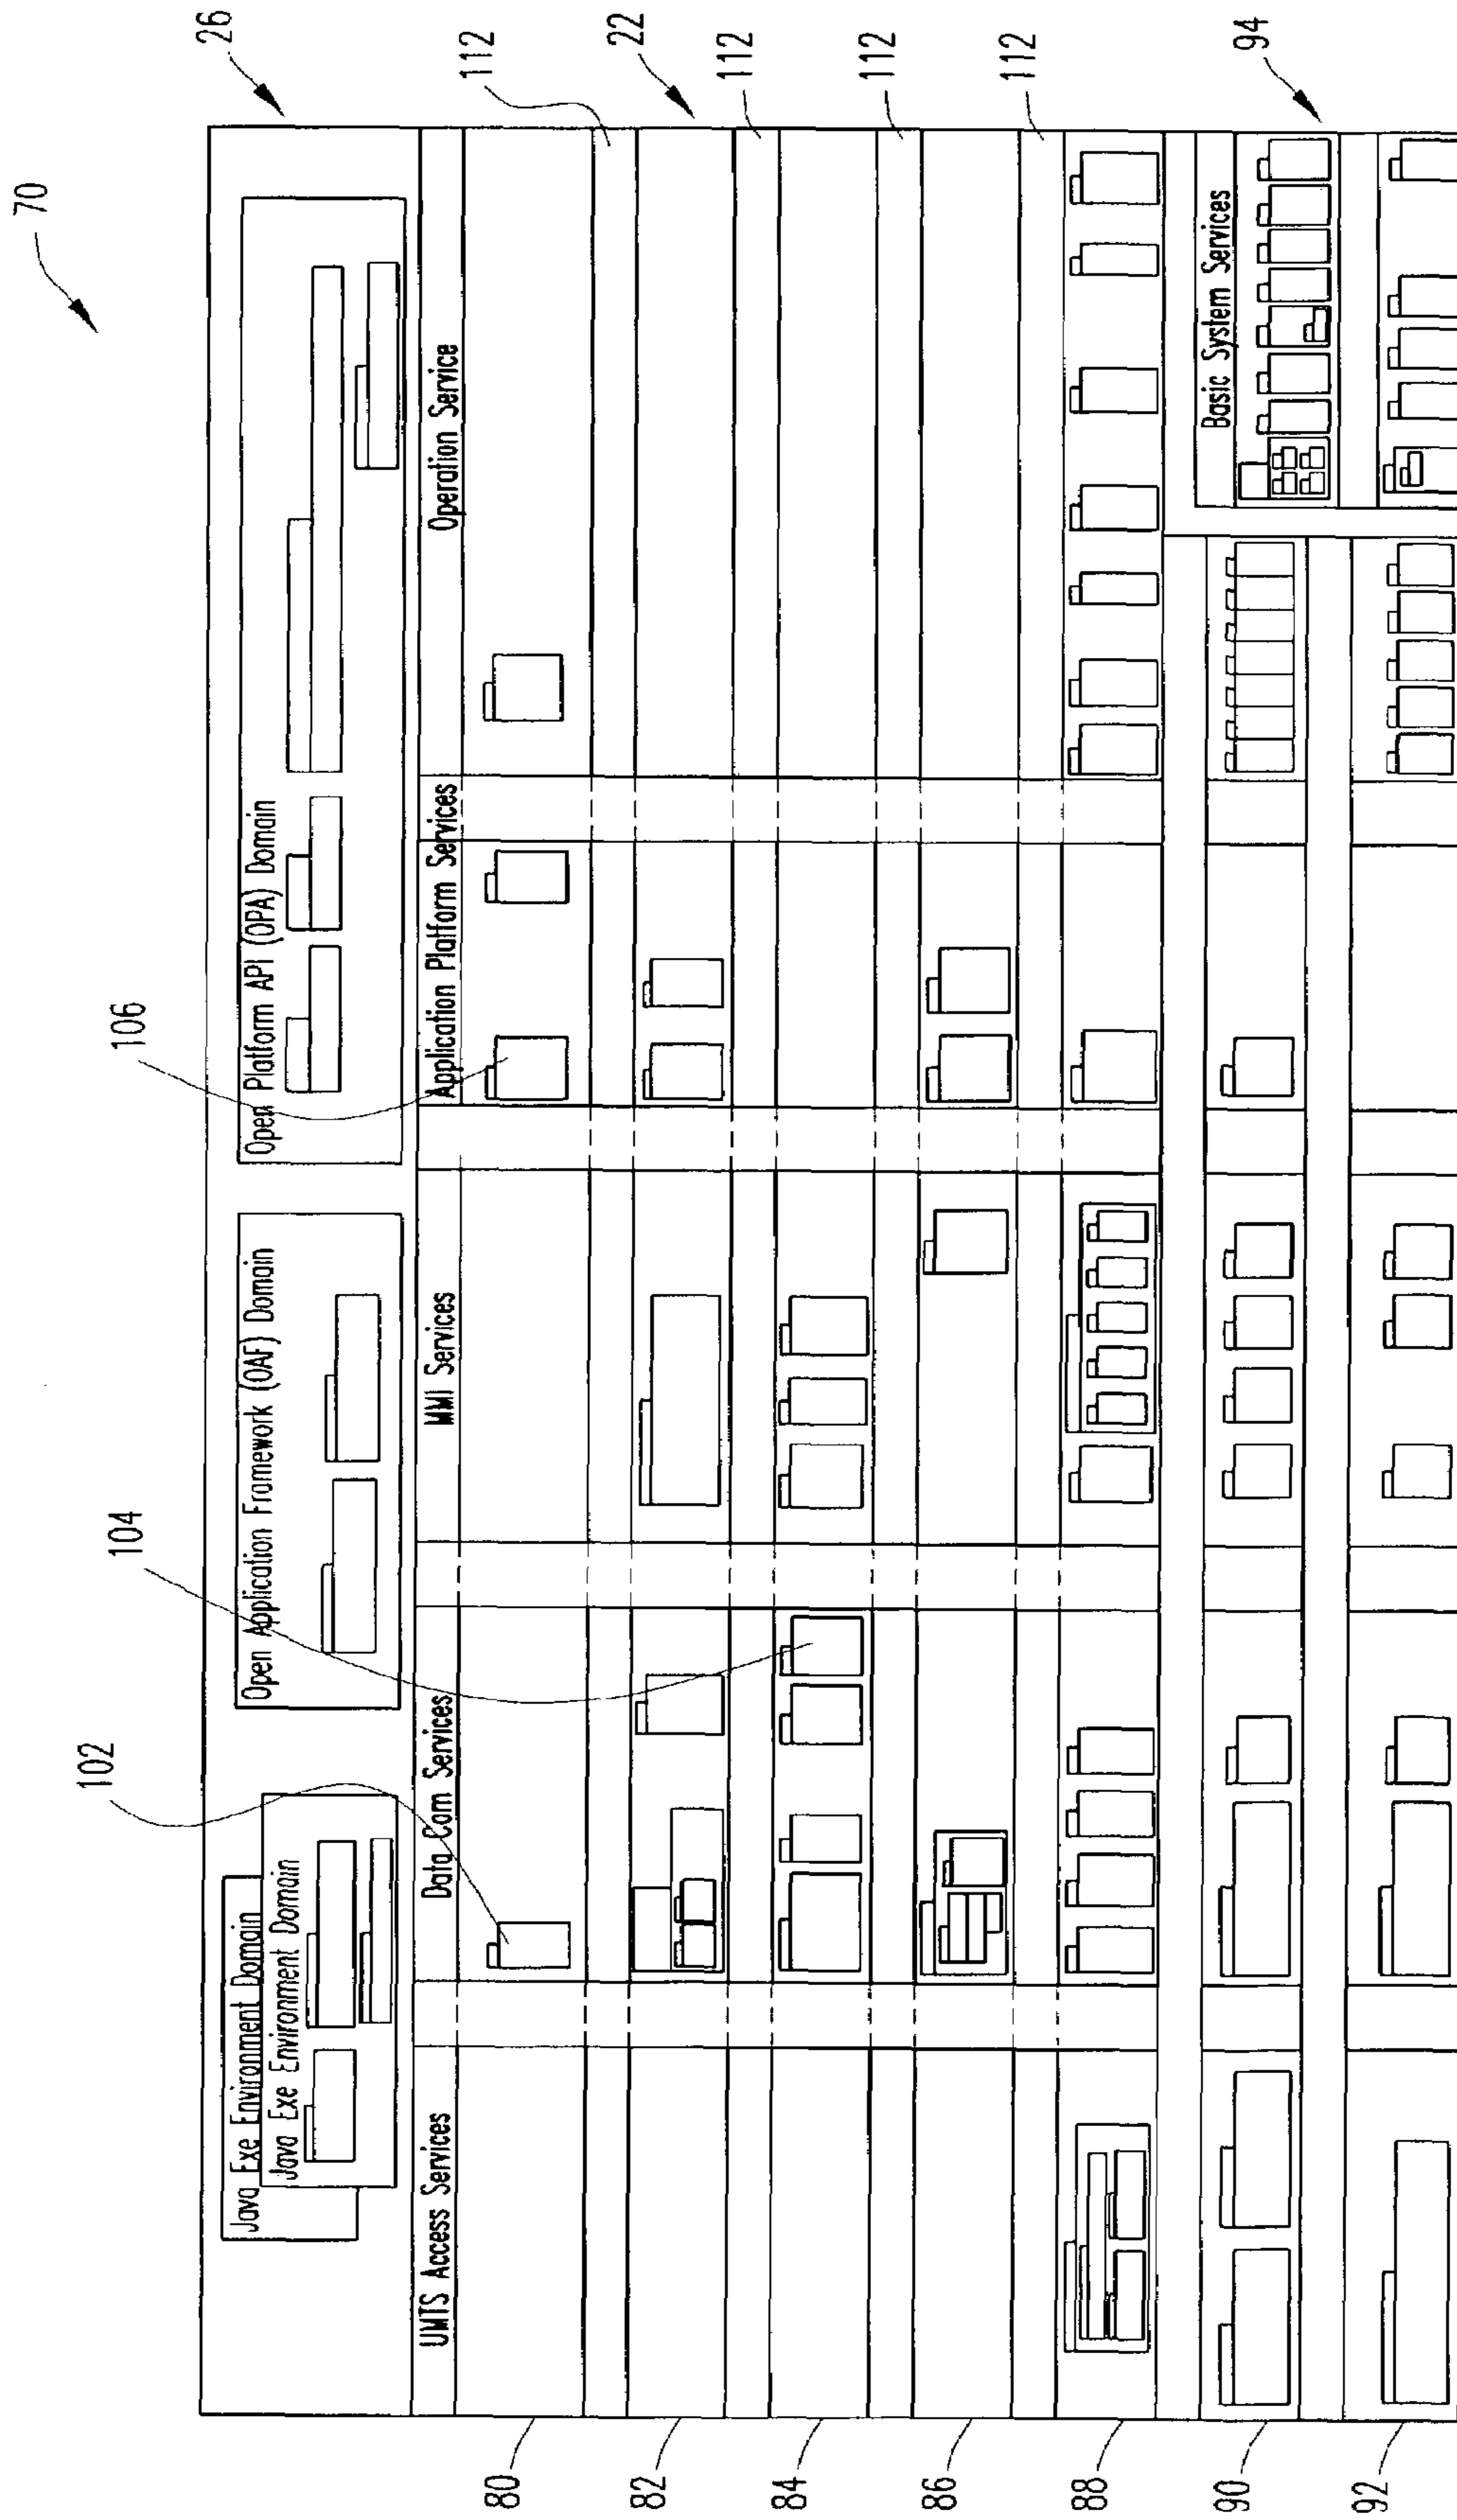 70
26
Java Exe Environment Domain
Java Exe Environment Domain
Open Application Framework (OAF) Domain
Open Platform API (OPA) Domain
UMTS Access Services
Data Com Services
MMI Services
Application Platform Services
Operation Service
102
104
106
112
22
112
112
112
Basic System Services
94
80
82
84
86
88
90
92